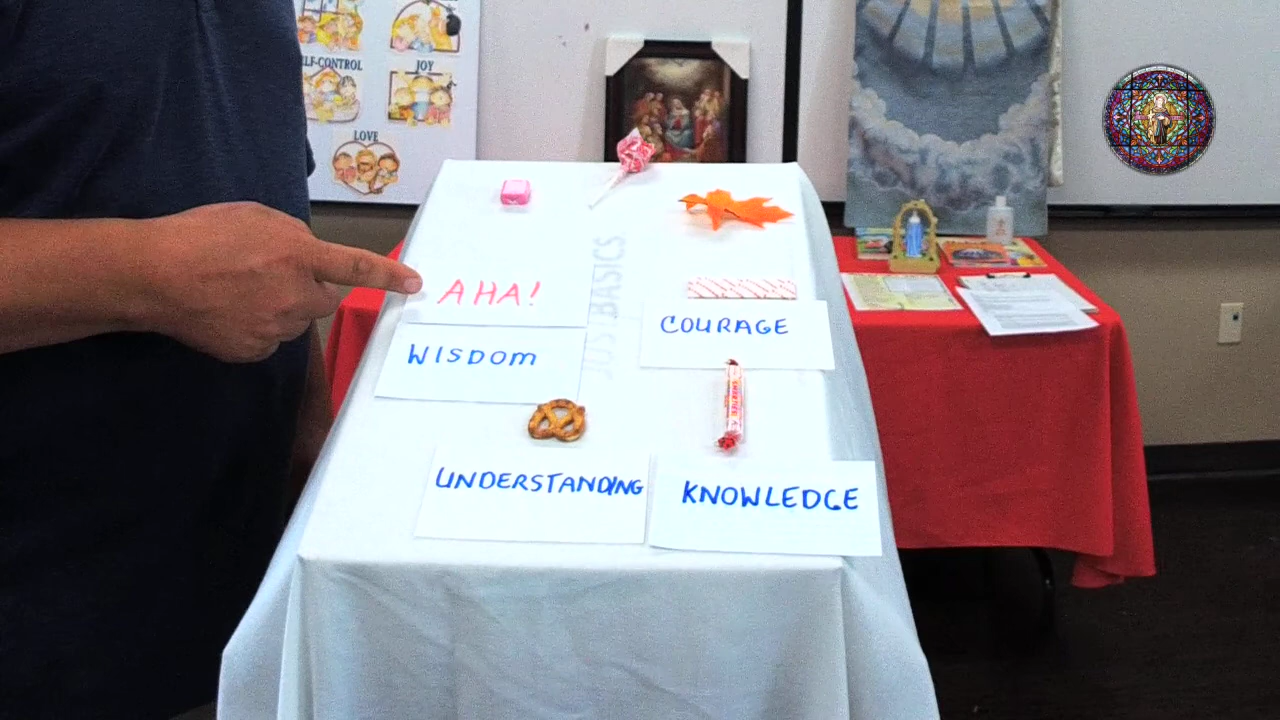 SELF-CONTROL
JOY
LOVE
JUST BASICS
AHA!
WISDOM
COURAGE
UNDERSTANDING
KNOWLEDGE